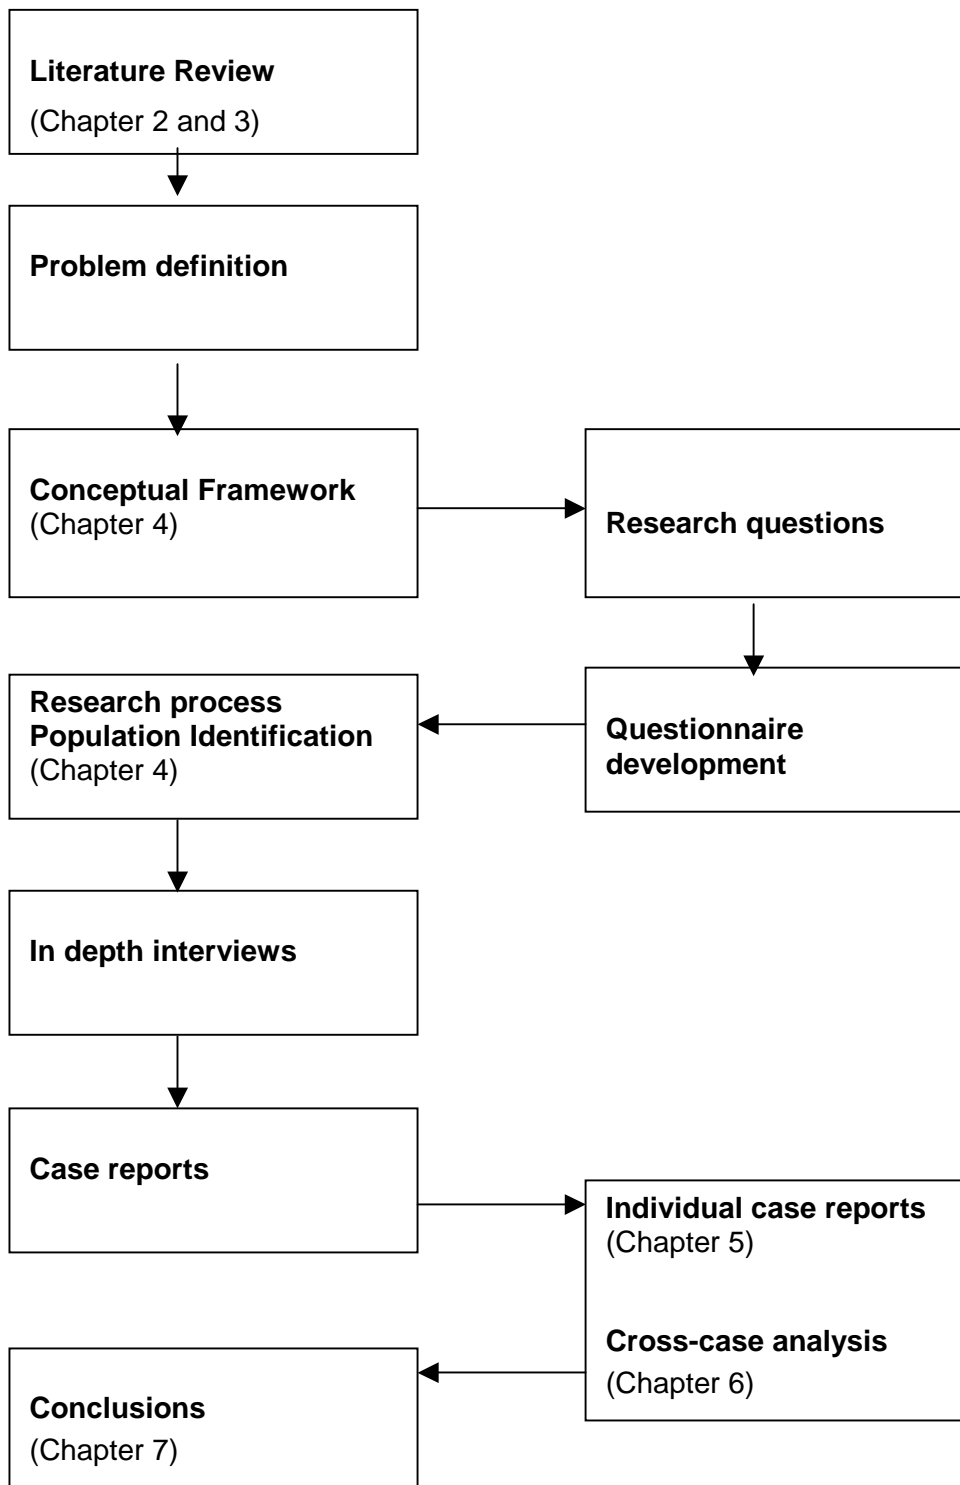 Literature Review
(Chapter 2 and 3)
Problem definition
Conceptual Framework
(Chapter 4)
Research questions
Questionnaire
development
Research process
Population Identification
(Chapter 4)
In depth interviews
Case reports
Individual case reports
(Chapter 5)
Cross-case analysis
(Chapter 6)
Conclusions
(Chapter 7)